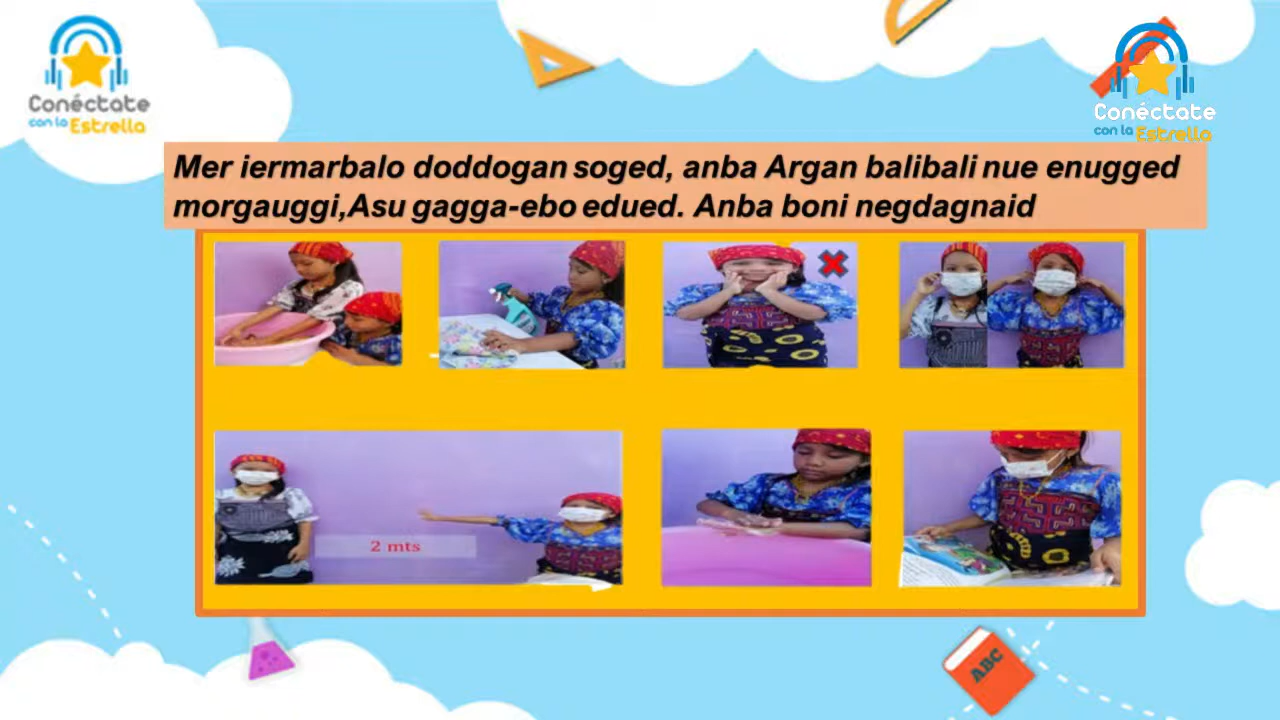 Conéctate
con la Estrella
Conéctate
con la Estrella
Mer iermarbalo doddogan soged, anba Argan balibali nue enugged
morgauggi,Asu gagga-ebo edued. Anba boni negdagnaid
2 mts
ABC